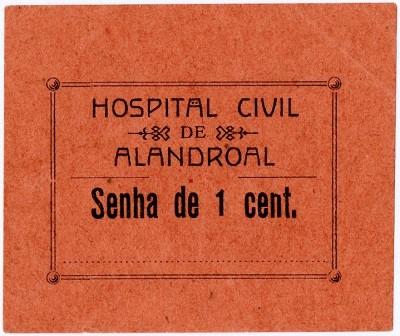 HOSPITAL CIVIL
DE
ALANDROAL
Senha de 1 cent.